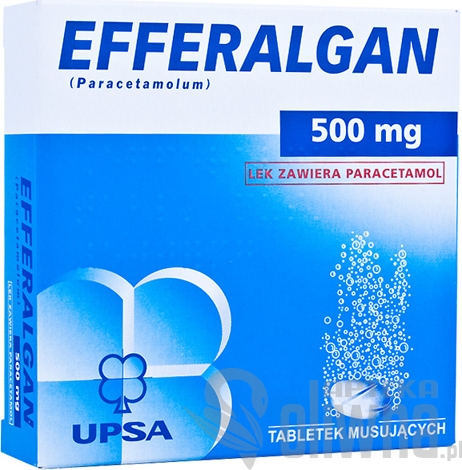 EFFERALGAN
(Paracetamolum)
500 mg
LEK ZAWIERA PARACETAMOL
EFFERALGAN
(Paracetamolum)
LEK ZAWIERA PARACETAMOL
500 mg
UPSA
TABLETEK MUSUJĄCYCH